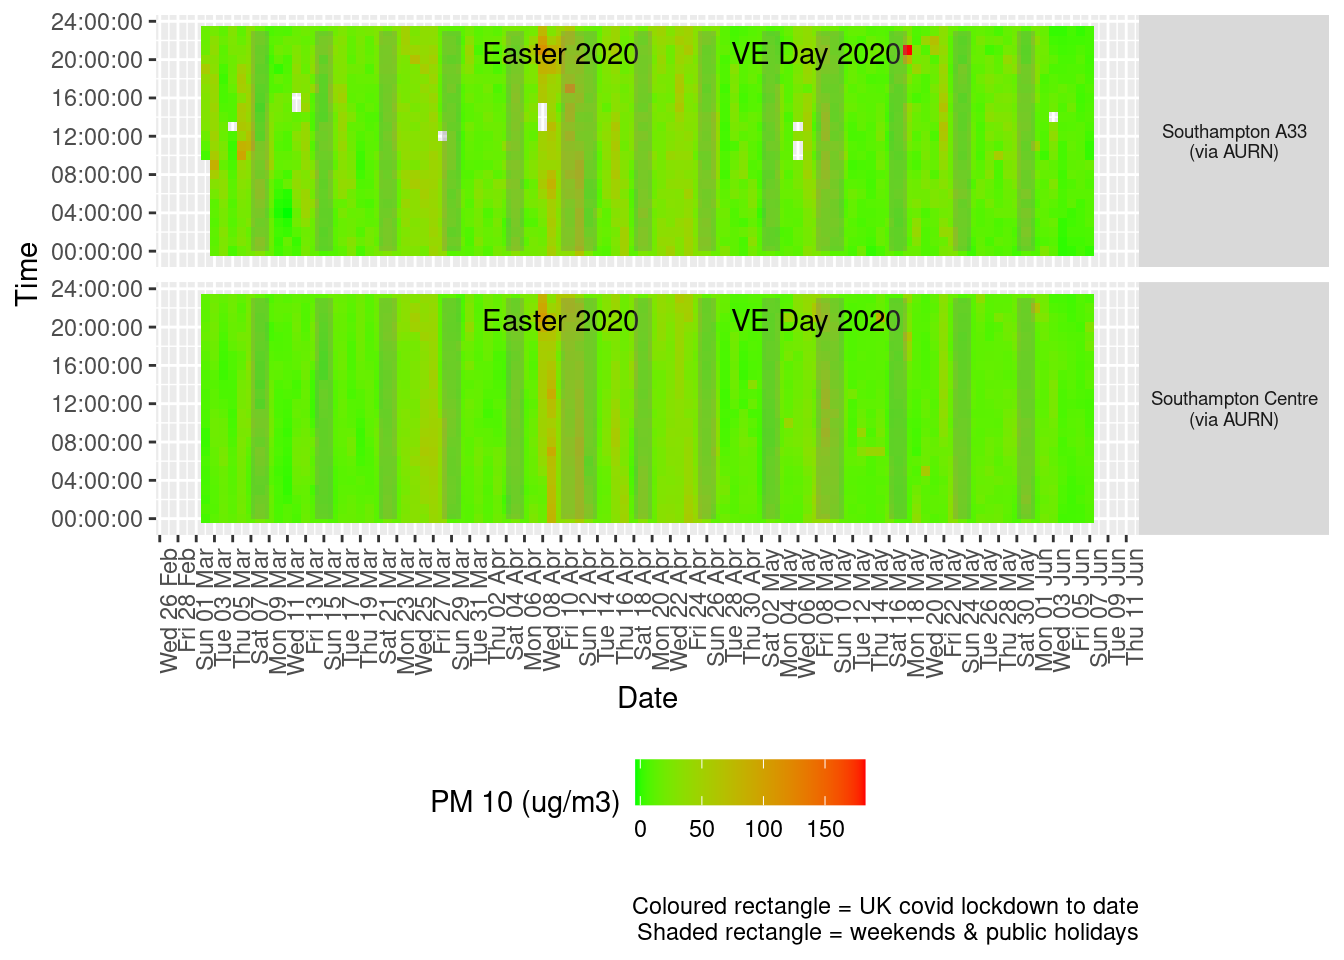 24:00:00
20:00:00
16:00:00
12:00:00
08:00:00
04:00:00
00:00:00
Easter 2020
VE Day 2020
Southampton A33
(via AURN)
Time
24:00:00
20:00:00
16:00:00
12:00:00
08:00:00
04:00:00
00:00:00
Easter 2020
VE Day 2020
Southampton Centre
(via AURN)
Wed 26 Feb
Fri 28 Feb
Sun 01 Mar
Tue 03 Mar
Thu 05 Mar
Sat 07 Mar
Mon 09 Mar
Wed 11 Mar
Fri 13 Mar
Sun 15 Mar
Tue 17 Mar
Thu 19 Mar
Sat 21 Mar
Mon 23 Mar
Wed 25 Mar
Fri 27 Mar
Sun 29 Mar
Tue 31 Mar
Thu 02 Apr
Sat 04 Apr
Mon 06 Apr
Wed 08 Apr
Fri 10 Apr
Sun 12 Apr
Tue 14 Apr
Thu 16 Apr
Sat 18 Apr
Mon 20 Apr
Wed 22 Apr
Fri 24 Apr
Sun 26 Apr
Tue 28 Apr
Thu 30 Apr
Sat 02 May
Mon 04 May
Wed 06 May
Fri 08 May
Sun 10 May
Tue 12 May
Thu 14 May
Sat 16 May
Mon 18 May
Wed 20 May
Fri 22 May
Sun 24 May
Tue 26 May
Thu 28 May
Sat 30 May
Mon 01 Jun
Wed 03 Jun
Fri 05 Jun
Sun 07 Jun
Tue 09 Jun
Thu 11 Jun
Date
PM 10 (ug/m3)
0 50 100 150
Coloured rectangle = UK covid lockdown to date
Shaded rectangle = weekends & public holidays